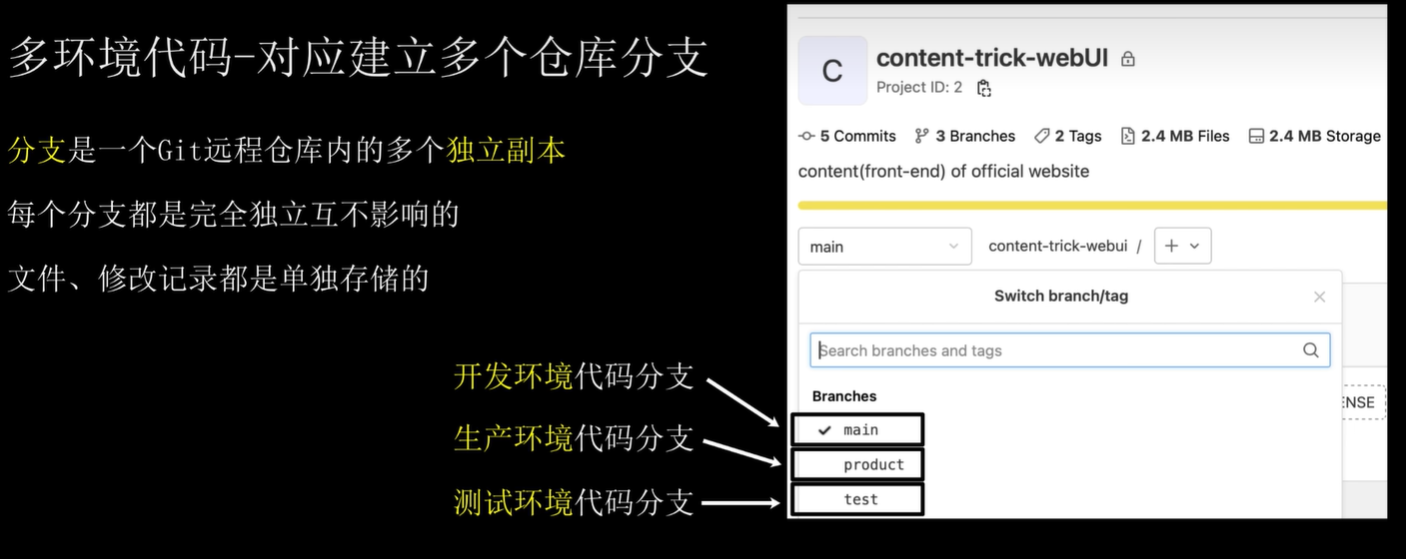 多环境代码-对应建立多个仓库分支
分支是一个Git远程仓库内的多个独立副本
每个分支都是完全独立互不影响的
文件、修改记录都是单独存储的
开发环境代码分支
生产环境代码分支
测试环境代码分支
C
content-trick-webUI
Project ID: 2
5 Commits 3 Branches 2 Tags 2.4 MB Files 2.4 MB Storage
content(front-end) of official website
main content-trick-webui / +
Switch branch/tag
Search branches and tags
Branches
ENSE
main
product
test